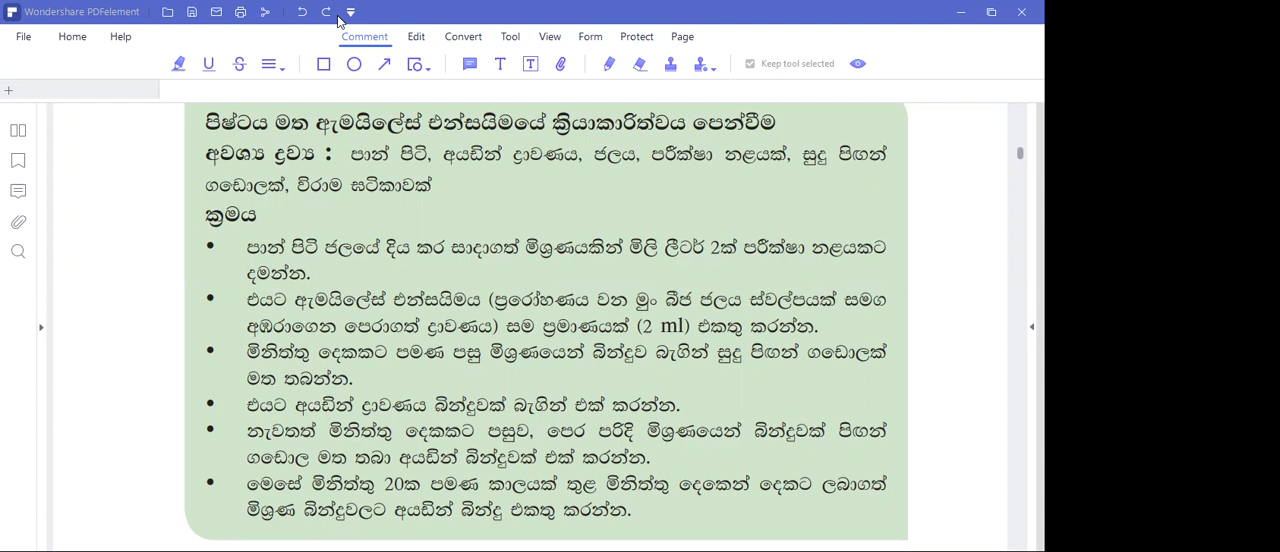 Wondershare PDFelement
File Home Help Comment Edit Convert Tool View Form Protect Page
Keep tool selected
පිෂ්ටය මත ඇමයිලේස් එන්සයිමයේ ක්‍රියාකාරිත්වය පෙන්වීම
අවශ්‍ය ද්‍රව්‍ය : පාන් පිටි, අයඩින් ද්‍රාවණය, ජලය, පරීක්ෂා නළයක්, සුදු පිඟන්
ගඩොලක්, විරාම ඝටිකාවක්
ක්‍රමය
• පාන් පිටි ජලයේ දිය කර සාදාගත් මිශ්‍රණයකින් මිලි ලීටර් 2ක් පරීක්ෂා නළයකට
දමන්න.
• එයට ඇමයිලේස් එන්සයිමය (ප්‍රරෝහණය වන මුං බීජ ජලය ස්වල්පයක් සමග
අඹරාගෙන පෙරාගත් ද්‍රාවණය) සම ප්‍රමාණයක් (2 ml) එකතු කරන්න.
• මිනිත්තු දෙකකට පමණ පසු මිශ්‍රණයෙන් බින්දුව බැගින් සුදු පිඟන් ගඩොලක්
මත තබන්න.
• එයට අයඩින් ද්‍රාවණය බින්දුවක් බැගින් එක් කරන්න.
• නැවතත් මිනිත්තු දෙකකට පසුව, පෙර පරිදි මිශ්‍රණයෙන් බින්දුවක් පිඟන්
ගඩොල මත තබා අයඩින් බින්දුවක් එක් කරන්න.
• මෙසේ මිනිත්තු 20ක පමණ කාලයක් තුළ මිනිත්තු දෙකෙන් දෙකට ලබාගත්
මිශ්‍රණ බින්දුවලට අයඩින් බින්දු එකතු කරන්න.